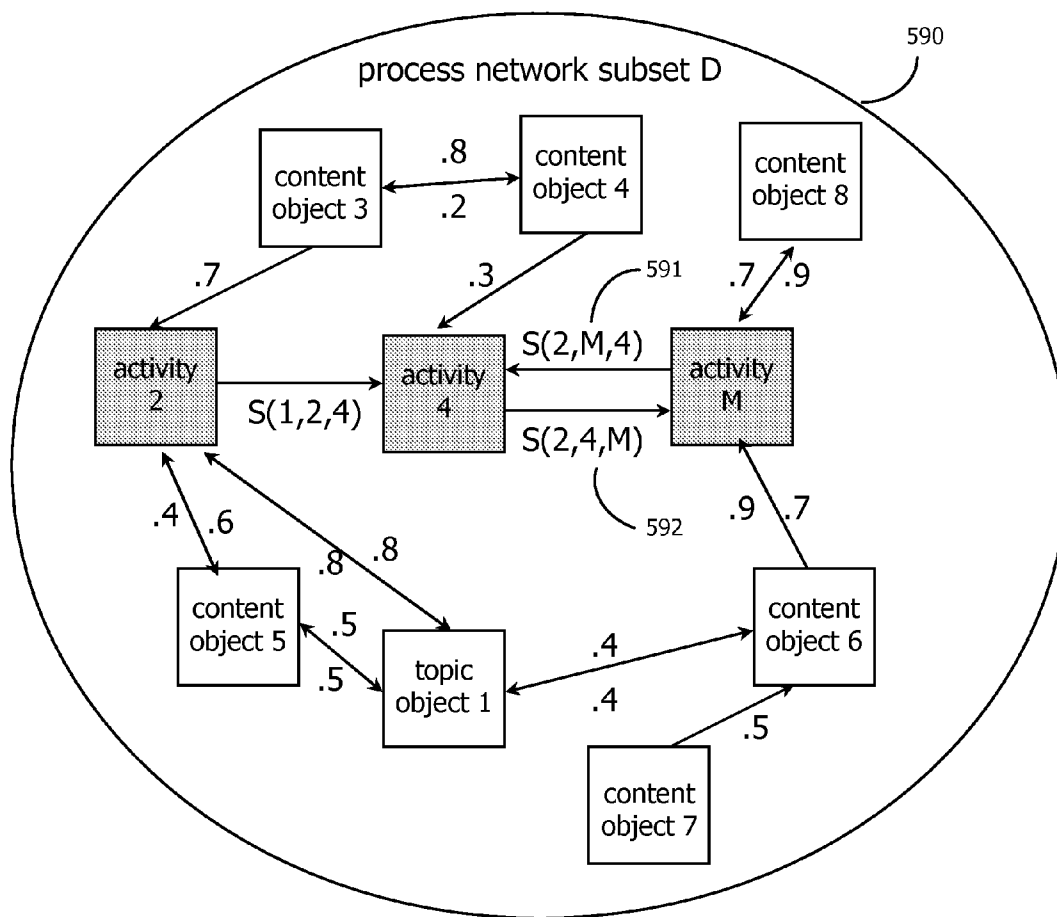 590
process network subset D
content
object 3
.8
.2
content
object 4
content
object 8
.7
.3
591
.7
.9
activity
2
S(1,2,4)
activity
4
S(2,M,4)
S(2,4,M)
activity
M
592
.4
.6
.8
.8
.9
.7
content
object 5
.5
.5
topic
object 1
.4
.4
content
object 6
.5
content
object 7